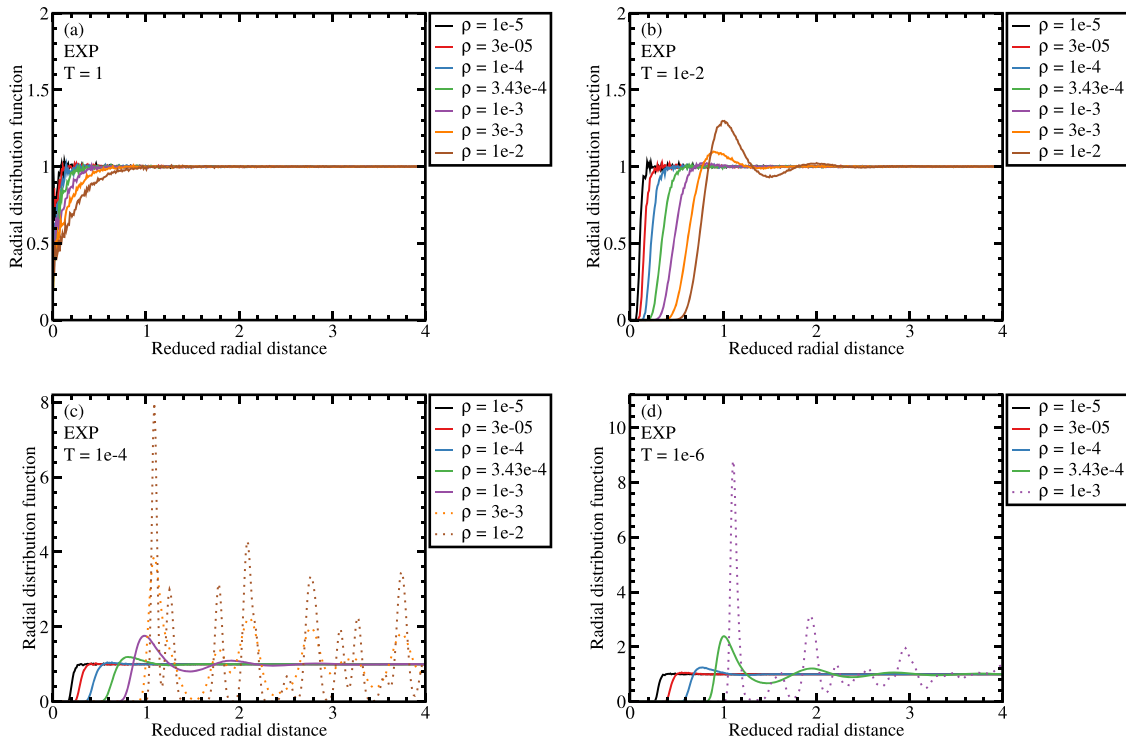 (a)
EXP
T = 1
Radial distribution function
2
1.5
1
0.5
0
0 1 2 3 4
Reduced radial distance
ρ = 1e-5
ρ = 3e-05
ρ = 1e-4
ρ = 3.43e-4
ρ = 1e-3
ρ = 3e-3
ρ = 1e-2
(b)
EXP
T = 1e-2
Radial distribution function
2
1.5
1
0.5
0
0 1 2 3 4
Reduced radial distance
ρ = 1e-5
ρ = 3e-05
ρ = 1e-4
ρ = 3.43e-4
ρ = 1e-3
ρ = 3e-3
ρ = 1e-2
(c)
EXP
T = 1e-4
Radial distribution function
8
6
4
2
0
0 1 2 3 4
Reduced radial distance
ρ = 1e-5
ρ = 3e-05
ρ = 1e-4
ρ = 3.43e-4
ρ = 1e-3
ρ = 3e-3
ρ = 1e-2
(d)
EXP
T = 1e-6
Radial distribution function
10
8
6
4
2
0
0 1 2 3 4
Reduced radial distance
ρ = 1e-5
ρ = 3e-05
ρ = 1e-4
ρ = 3.43e-4
ρ = 1e-3